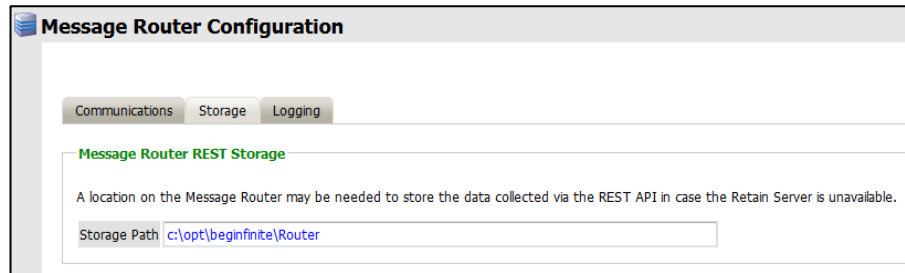 Message Router Configuration
Communications Storage Logging
Message Router REST Storage
A location on the Message Router may be needed to store the data collected via the REST API in case the Retain Server is unavailable.
Storage Path c:\opt\beginfinite\Router